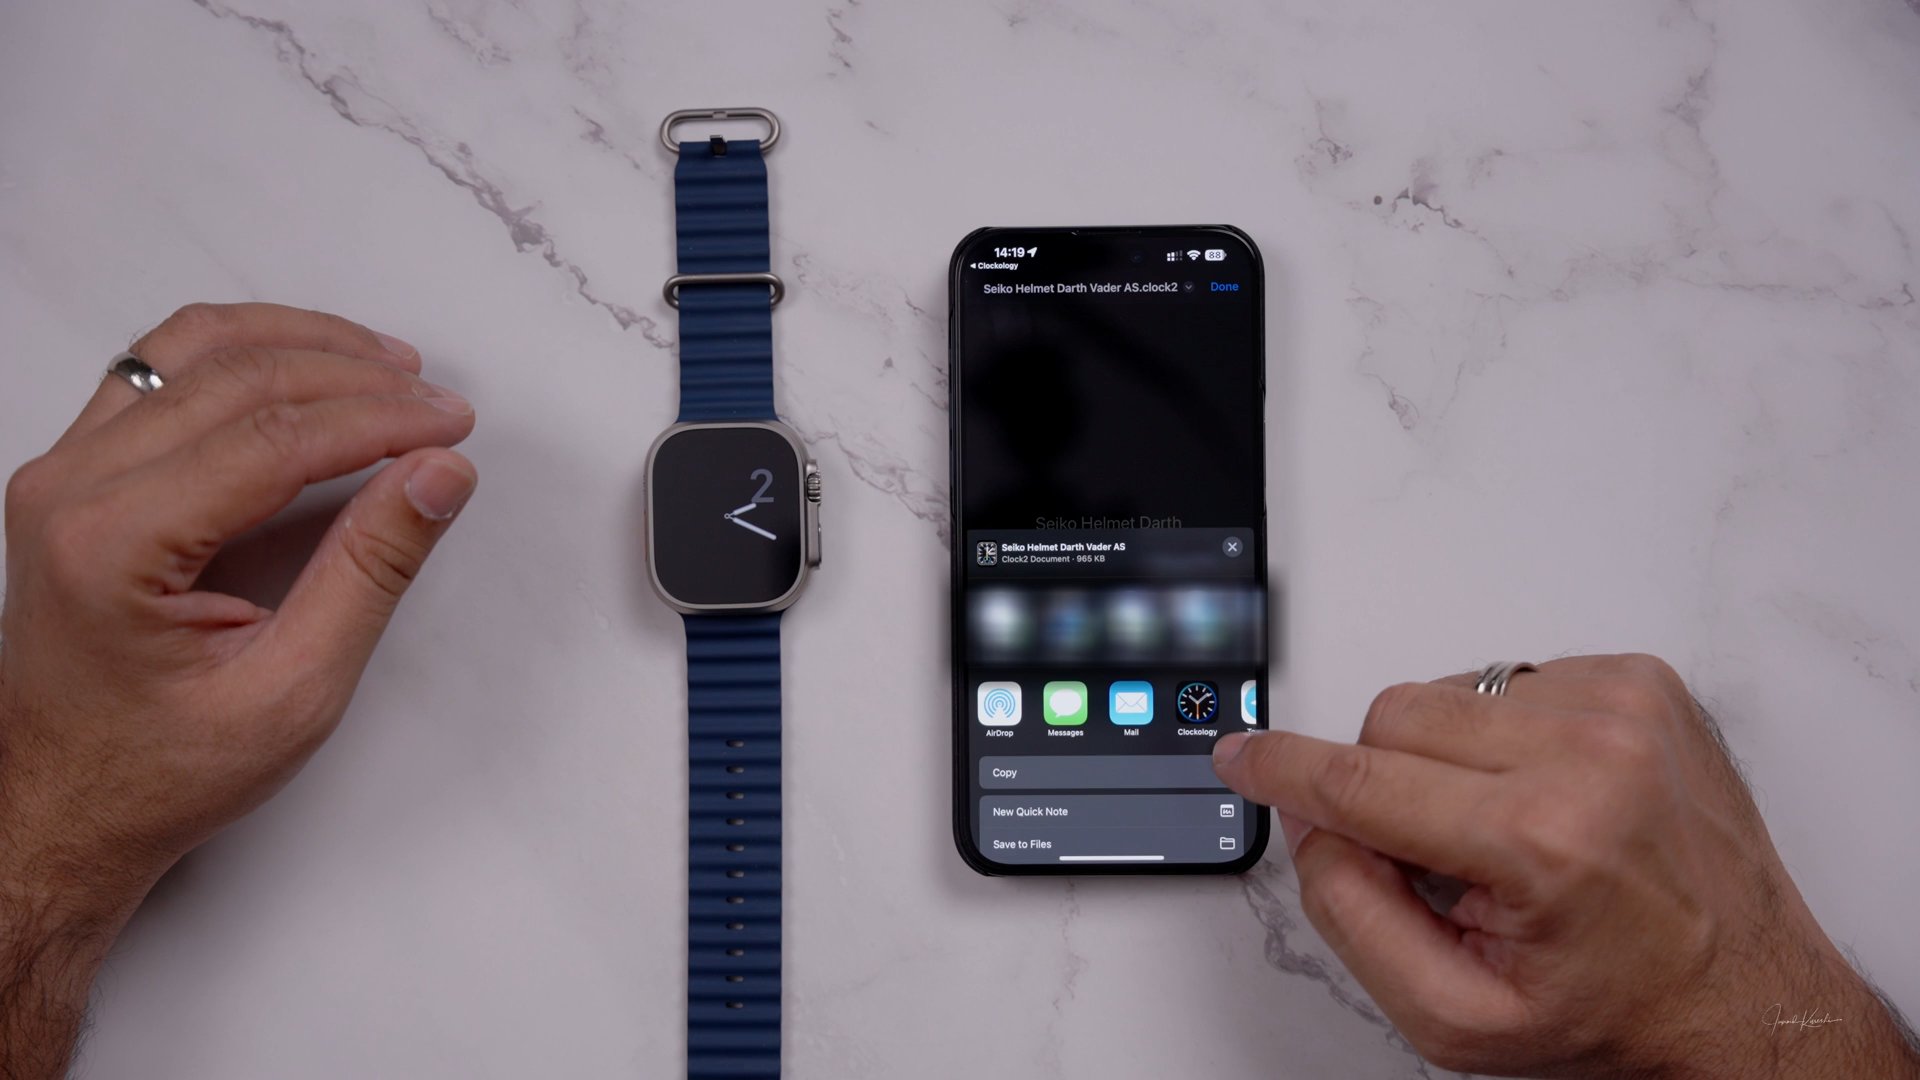 2
14:19
88
◀ Clockology
Seiko Helmet Darth Vader AS.clock2
Done
Seiko Helmet Darth
Seiko Helmet Darth Vader AS
Clock2 Document · 965 KB
AirDrop
Messages
Mail
Clockology
Copy
New Quick Note
Save to Files